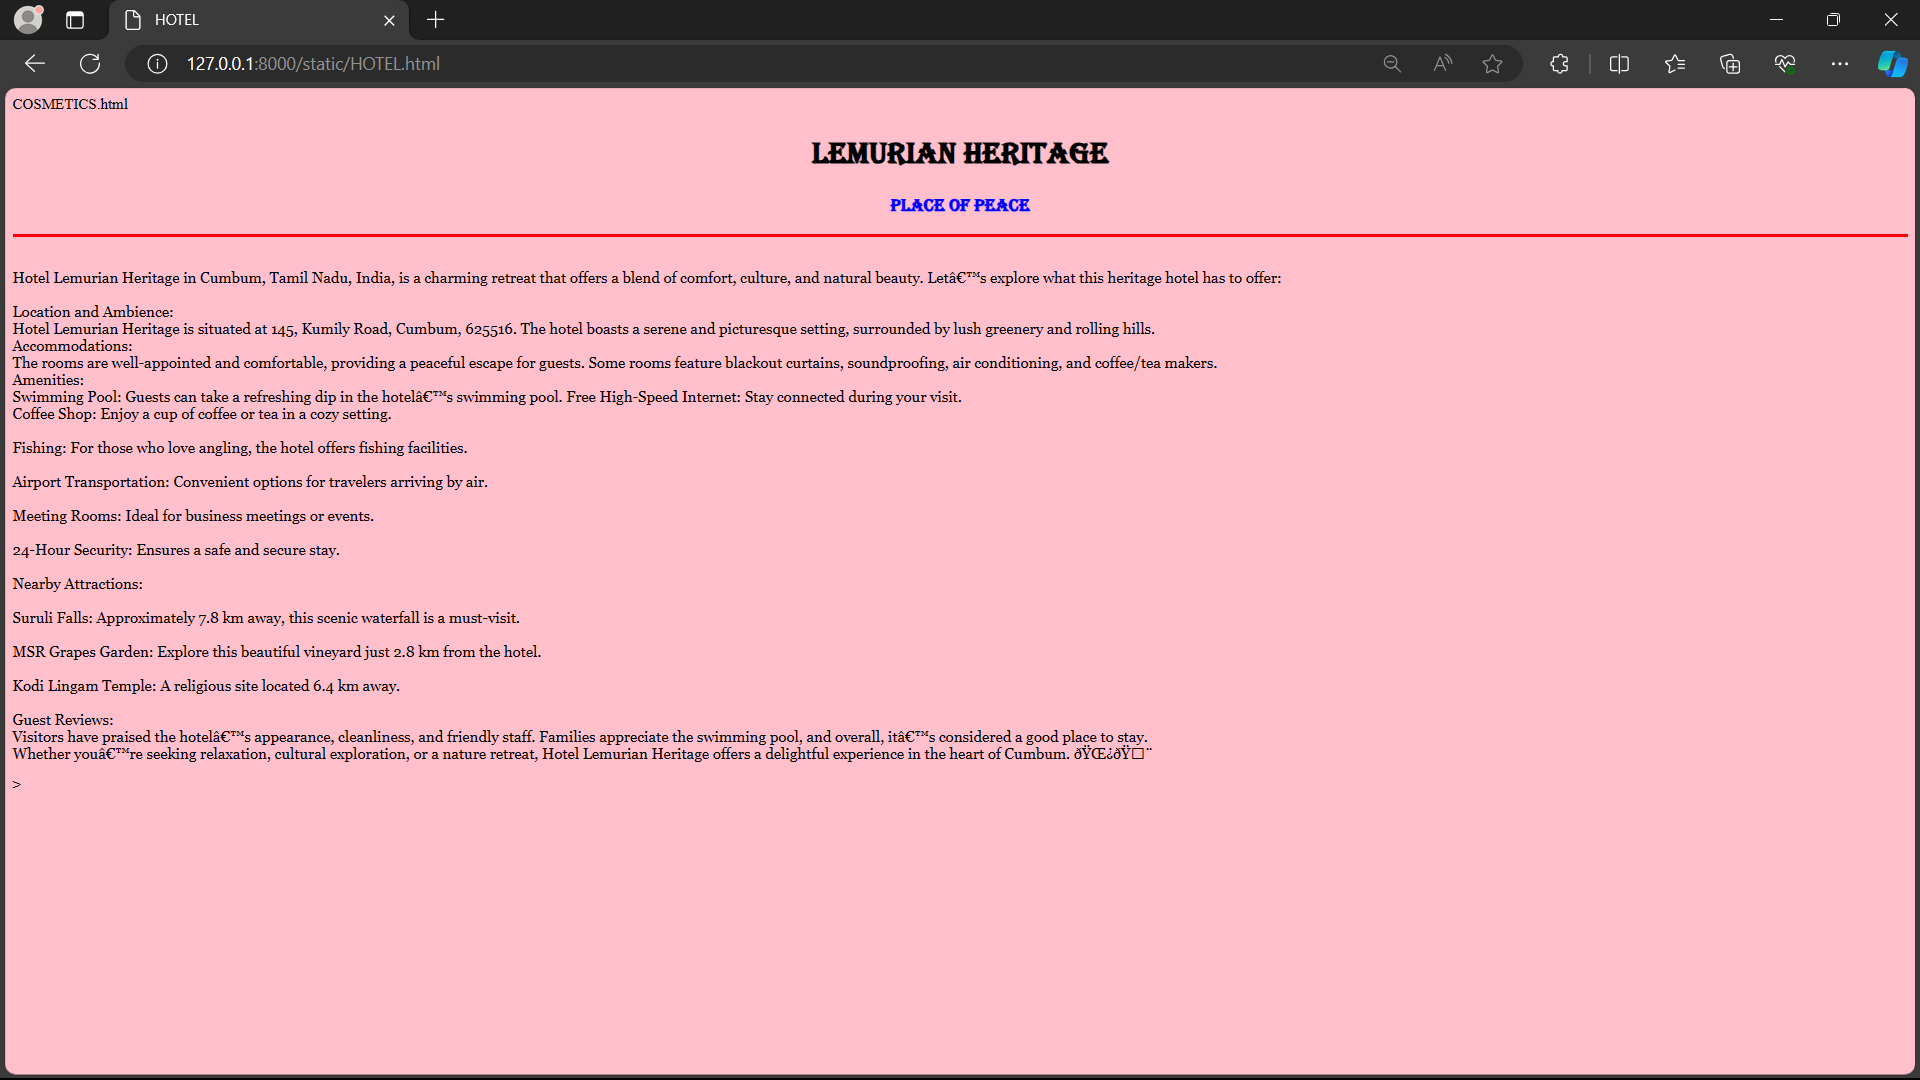 HOTEL
127.0.0.1:8000/static/HOTEL.html
COSMETICS.html
LEMURIAN HERITAGE
PLACE OF PEACE
Hotel Lemurian Heritage in Cumbum, Tamil Nadu, India, is a charming retreat that offers a blend of comfort, culture, and natural beauty. Letâ€™s explore what this heritage hotel has to offer:
Location and Ambience:
Hotel Lemurian Heritage is situated at 145, Kumily Road, Cumbum, 625516. The hotel boasts a serene and picturesque setting, surrounded by lush greenery and rolling hills.
Accommodations:
The rooms are well-appointed and comfortable, providing a peaceful escape for guests. Some rooms feature blackout curtains, soundproofing, air conditioning, and coffee/tea makers.
Amenities:
Swimming Pool: Guests can take a refreshing dip in the hotelâ€™s swimming pool. Free High-Speed Internet: Stay connected during your visit.
Coffee Shop: Enjoy a cup of coffee or tea in a cozy setting.
Fishing: For those who love angling, the hotel offers fishing facilities.
Airport Transportation: Convenient options for travelers arriving by air.
Meeting Rooms: Ideal for business meetings or events.
24-Hour Security: Ensures a safe and secure stay.
Nearby Attractions:
Suruli Falls: Approximately 7.8 km away, this scenic waterfall is a must-visit.
MSR Grapes Garden: Explore this beautiful vineyard just 2.8 km from the hotel.
Kodi Lingam Temple: A religious site located 6.4 km away.
Guest Reviews:
Visitors have praised the hotelâ€™s appearance, cleanliness, and friendly staff. Families appreciate the swimming pool, and overall, itâ€™s considered a good place to stay.
Whether youâ€™re seeking relaxation, cultural exploration, or a nature retreat, Hotel Lemurian Heritage offers a delightful experience in the heart of Cumbum. ðŸŒ¿ðŸ□¨
>